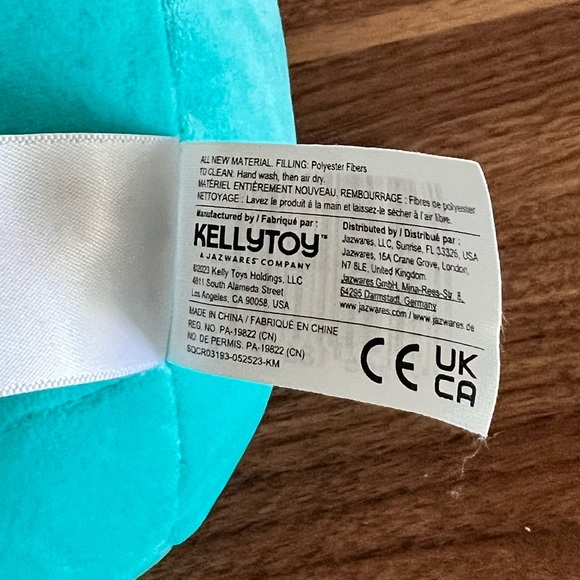 ALL NEW MATERIAL. FILLING: Polyester Fibers
TO CLEAN: Hand wash, then air dry.
MATÉRIEL ENTIÈREMENT NOUVEAU, REMBOURRAGE : Fibres de polyester
NETTOYAGE : Lavez le produit à la main et laissez-le sécher à l'air libre.
Manufactured by / Fabriqué par :
KELLYTOY™
A JAZWARES COMPANY
©2023 Kelly Toys Holdings, LLC
4811 South Alameda Street
Los Angeles, CA 90058, USA
Distributed by / Distribué par :
Jazwares, LLC, Sunrise, FL 33326, USA
Jazwares, 15A Crane Grove, London,
N7 8LE, United Kingdom
Jazwares GmbH, Mina-Rees-Str. 8,
64295 Darmstadt, Germany
www.jazwares.com / www.jazwares.de
MADE IN CHINA / FABRIQUÉ EN CHINE
REG. NO. PA-19822 (CN)
NO DE PERMIS. PA-19822 (CN)
SQCR03193-052523-KM
CE UK
CA